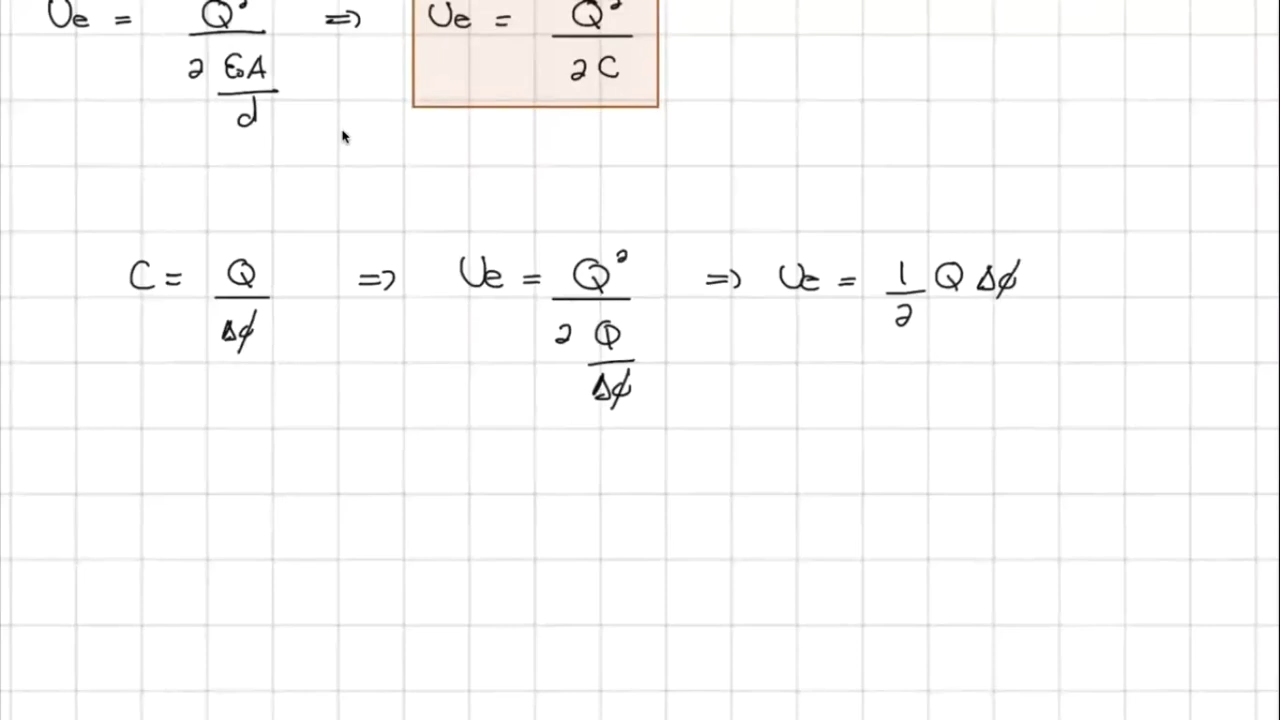 Ue = Q² / 2 ε₀A/d ⇒ Ue = Q² / 2C
C = Q / Δϕ ⇒ Ue = Q² / 2 Q/Δϕ ⇒ Ue = 1/2 Q Δϕ